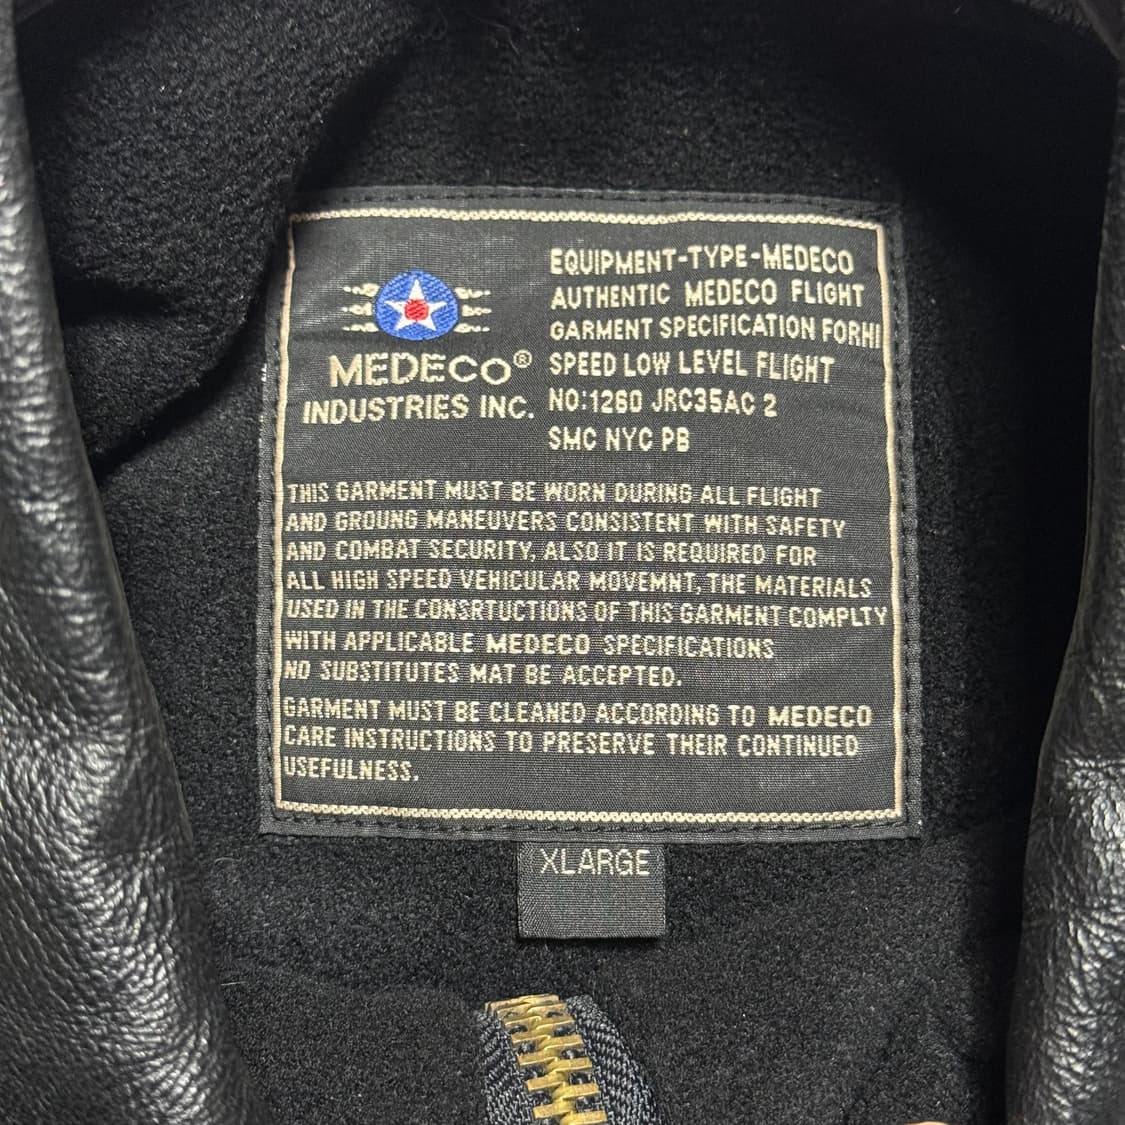 MEDECO®
INDUSTRIES INC.
EQUIPMENT-TYPE-MEDECO
AUTHENTIC MEDECO FLIGHT
GARMENT SPECIFICATION FORHI
SPEED LOW LEVEL FLIGHT
NO:1260 JRC35AC 2
SMC NYC PB
THIS GARMENT MUST BE WORN DURING ALL FLIGHT
AND GROUNG MANEUVERS CONSISTENT WITH SAFETY
AND COMBAT SECURITY, ALSO IT IS REQUIRED FOR
ALL HIGH SPEED VEHICULAR MOVEMNT, THE MATERIALS
USED IN THE CONSRTUCTIONS OF THIS GARMENT COMPLTY
WITH APPLICABLE MEDECO SPECIFICATIONS
NO SUBSTITUTES MAT BE ACCEPTED.
GARMENT MUST BE CLEANED ACCORDING TO MEDECO
CARE INSTRUCTIONS TO PRESERVE THEIR CONTINUED
USEFULNESS.
XLARGE